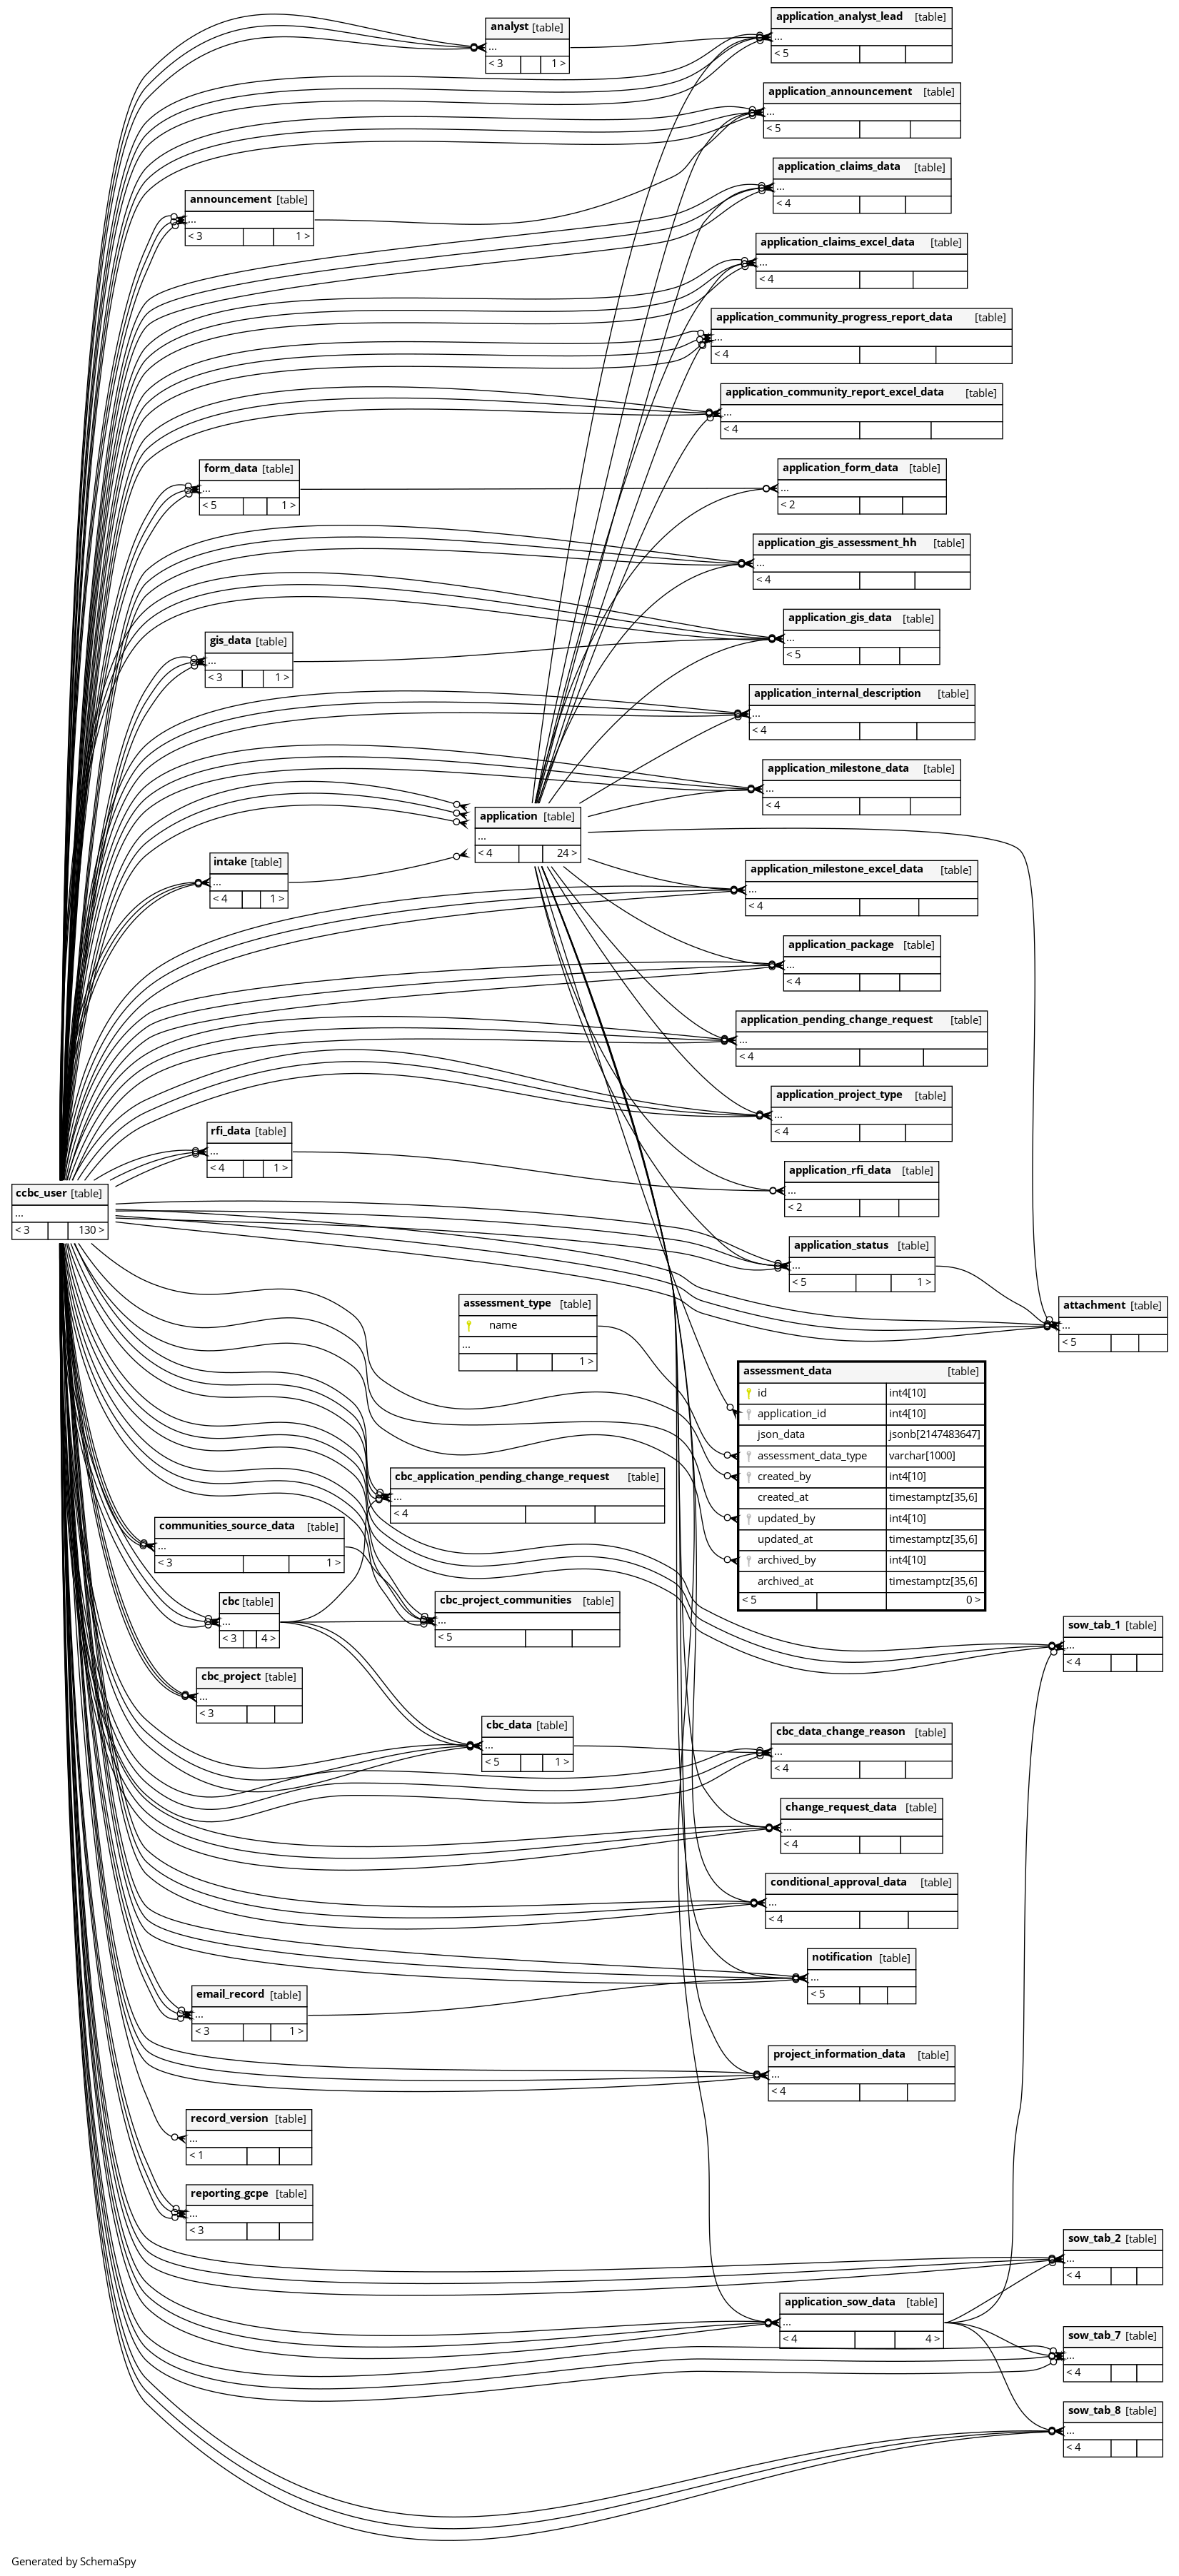 analyst [table]
...
< 3 1 >
application_analyst_lead [table]
...
< 5
application_announcement [table]
...
< 5
application_claims_data [table]
...
< 4
announcement [table]
...
< 3 1 >
application_claims_excel_data [table]
...
< 4
application_community_progress_report_data [table]
...
< 4
application_community_report_excel_data [table]
...
< 4
form_data [table]
...
< 5 1 >
application_form_data [table]
...
< 2
application_gis_assessment_hh [table]
...
< 4
application_gis_data [table]
...
< 5
gis_data [table]
...
< 3 1 >
application_internal_description [table]
...
< 4
application_milestone_data [table]
...
< 4
application [table]
...
< 4 24 >
intake [table]
...
< 4 1 >
application_milestone_excel_data [table]
...
< 4
application_package [table]
...
< 4
application_pending_change_request [table]
...
< 4
application_project_type [table]
...
< 4
rfi_data [table]
...
< 4 1 >
application_rfi_data [table]
...
< 2
ccbc_user [table]
...
< 3 130 >
application_status [table]
...
< 5 1 >
assessment_type [table]
name
...
1 >
attachment [table]
...
< 5
assessment_data [table]
id int4[10]
application_id int4[10]
json_data jsonb[2147483647]
assessment_data_type varchar[1000]
created_by int4[10]
created_at timestamptz[35,6]
updated_by int4[10]
updated_at timestamptz[35,6]
archived_by int4[10]
archived_at timestamptz[35,6]
< 5 0 >
cbc_application_pending_change_request [table]
...
< 4
communities_source_data [table]
...
< 3 1 >
cbc [table]
...
< 3 4 >
cbc_project_communities [table]
...
< 5
sow_tab_1 [table]
...
< 4
cbc_project [table]
...
< 3
cbc_data [table]
...
< 5 1 >
cbc_data_change_reason [table]
...
< 4
change_request_data [table]
...
< 4
conditional_approval_data [table]
...
< 4
notification [table]
...
< 5
email_record [table]
...
< 3 1 >
project_information_data [table]
...
< 4
record_version [table]
...
< 1
reporting_gcpe [table]
...
< 3
sow_tab_2 [table]
...
< 4
application_sow_data [table]
...
< 4 4 >
sow_tab_7 [table]
...
< 4
sow_tab_8 [table]
...
< 4
Generated by SchemaSpy